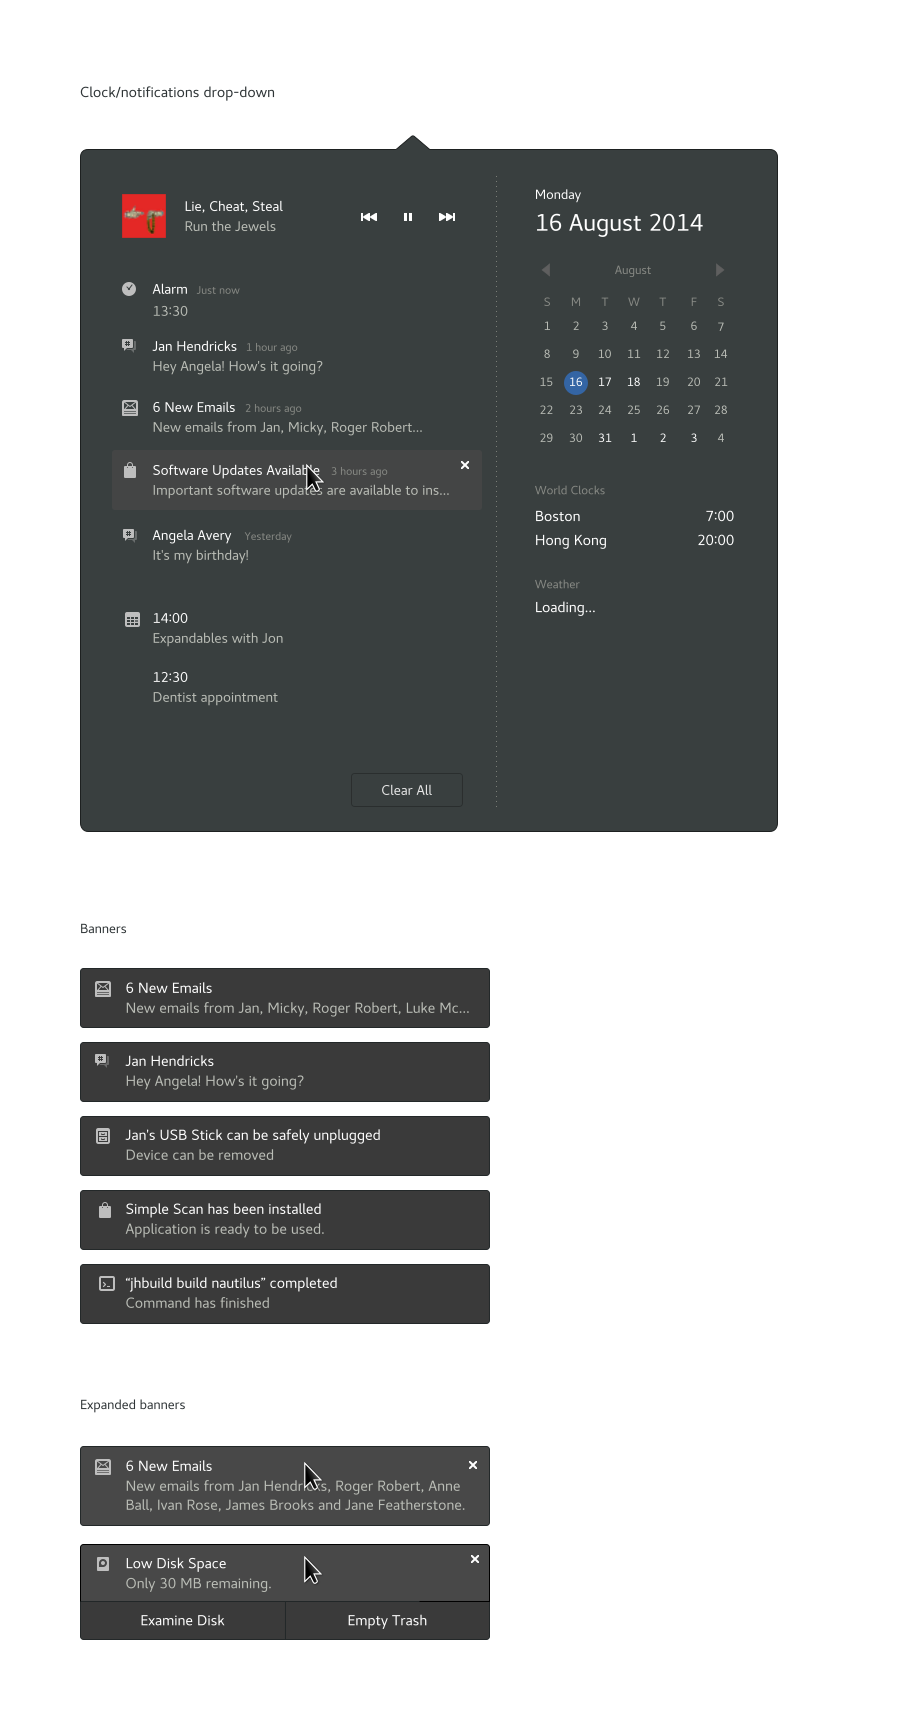 Clock/notifications drop-down
Lie, Cheat, Steal
Run the Jewels
Alarm Just now
13:30
Jan Hendricks 1 hour ago
Hey Angela! How's it going?
6 New Emails 2 hours ago
New emails from Jan, Micky, Roger Robert...
Software Updates Available 3 hours ago
Important software updates are available to ins...
Angela Avery Yesterday
It's my birthday!
14:00
Expandables with Jon
12:30
Dentist appointment
Clear All
Monday
16 August 2014
August
S M T W T F S
1 2 3 4 5 6 7
8 9 10 11 12 13 14
15 16 17 18 19 20 21
22 23 24 25 26 27 28
29 30 31 1 2 3 4
World Clocks
Boston 7:00
Hong Kong 20:00
Weather
Loading...
Banners
6 New Emails
New emails from Jan, Micky, Roger Robert, Luke Mc...
Jan Hendricks
Hey Angela! How's it going?
Jan's USB Stick can be safely unplugged
Device can be removed
Simple Scan has been installed
Application is ready to be used.
“jhbuild build nautilus” completed
Command has finished
Expanded banners
6 New Emails
New emails from Jan Hendricks, Roger Robert, Anne
Ball, Ivan Rose, James Brooks and Jane Featherstone.
Low Disk Space
Only 30 MB remaining.
Examine Disk Empty Trash